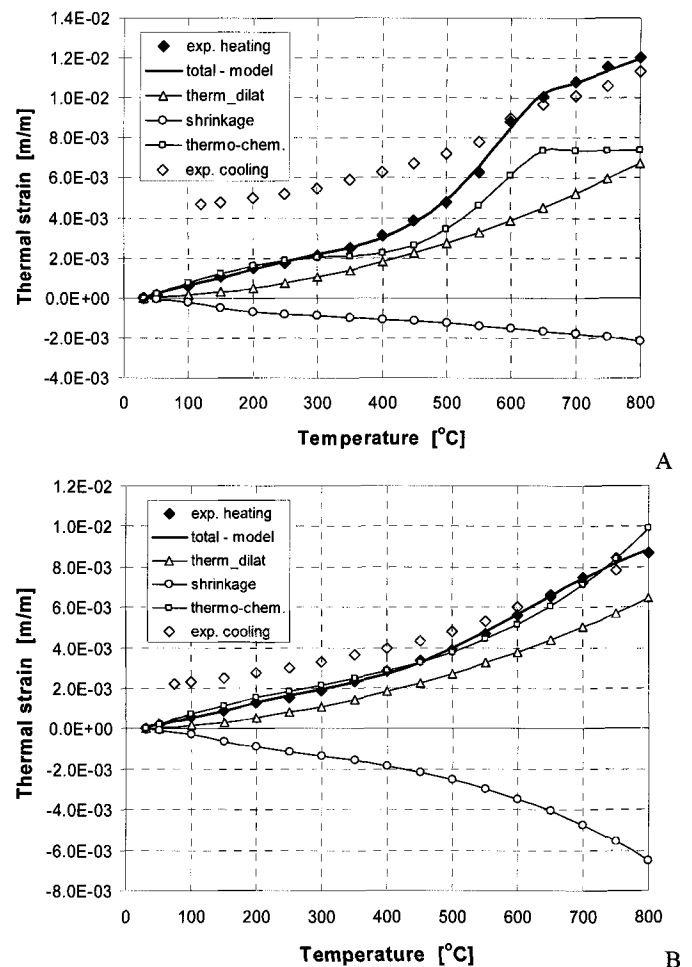 1.4E-02
1.2E-02
1.0E-02
8.0E-03
6.0E-03
4.0E-03
2.0E-03
0.0E+00
-2.0E-03
-4.0E-03
Thermal strain [m/m]
exp. heating
total - model
therm_dilat
shrinkage
thermo-chem.
exp. cooling
0 100 200 300 400 500 600 700 800
Temperature [°C]
A
1.2E-02
1.0E-02
8.0E-03
6.0E-03
4.0E-03
2.0E-03
0.0E+00
-2.0E-03
-4.0E-03
-6.0E-03
-8.0E-03
Thermal strain [m/m]
exp. heating
total - model
therm_dilat
shrinkage
thermo-chem.
exp. cooling
0 100 200 300 400 500 600 700 800
Temperature [°C]
B